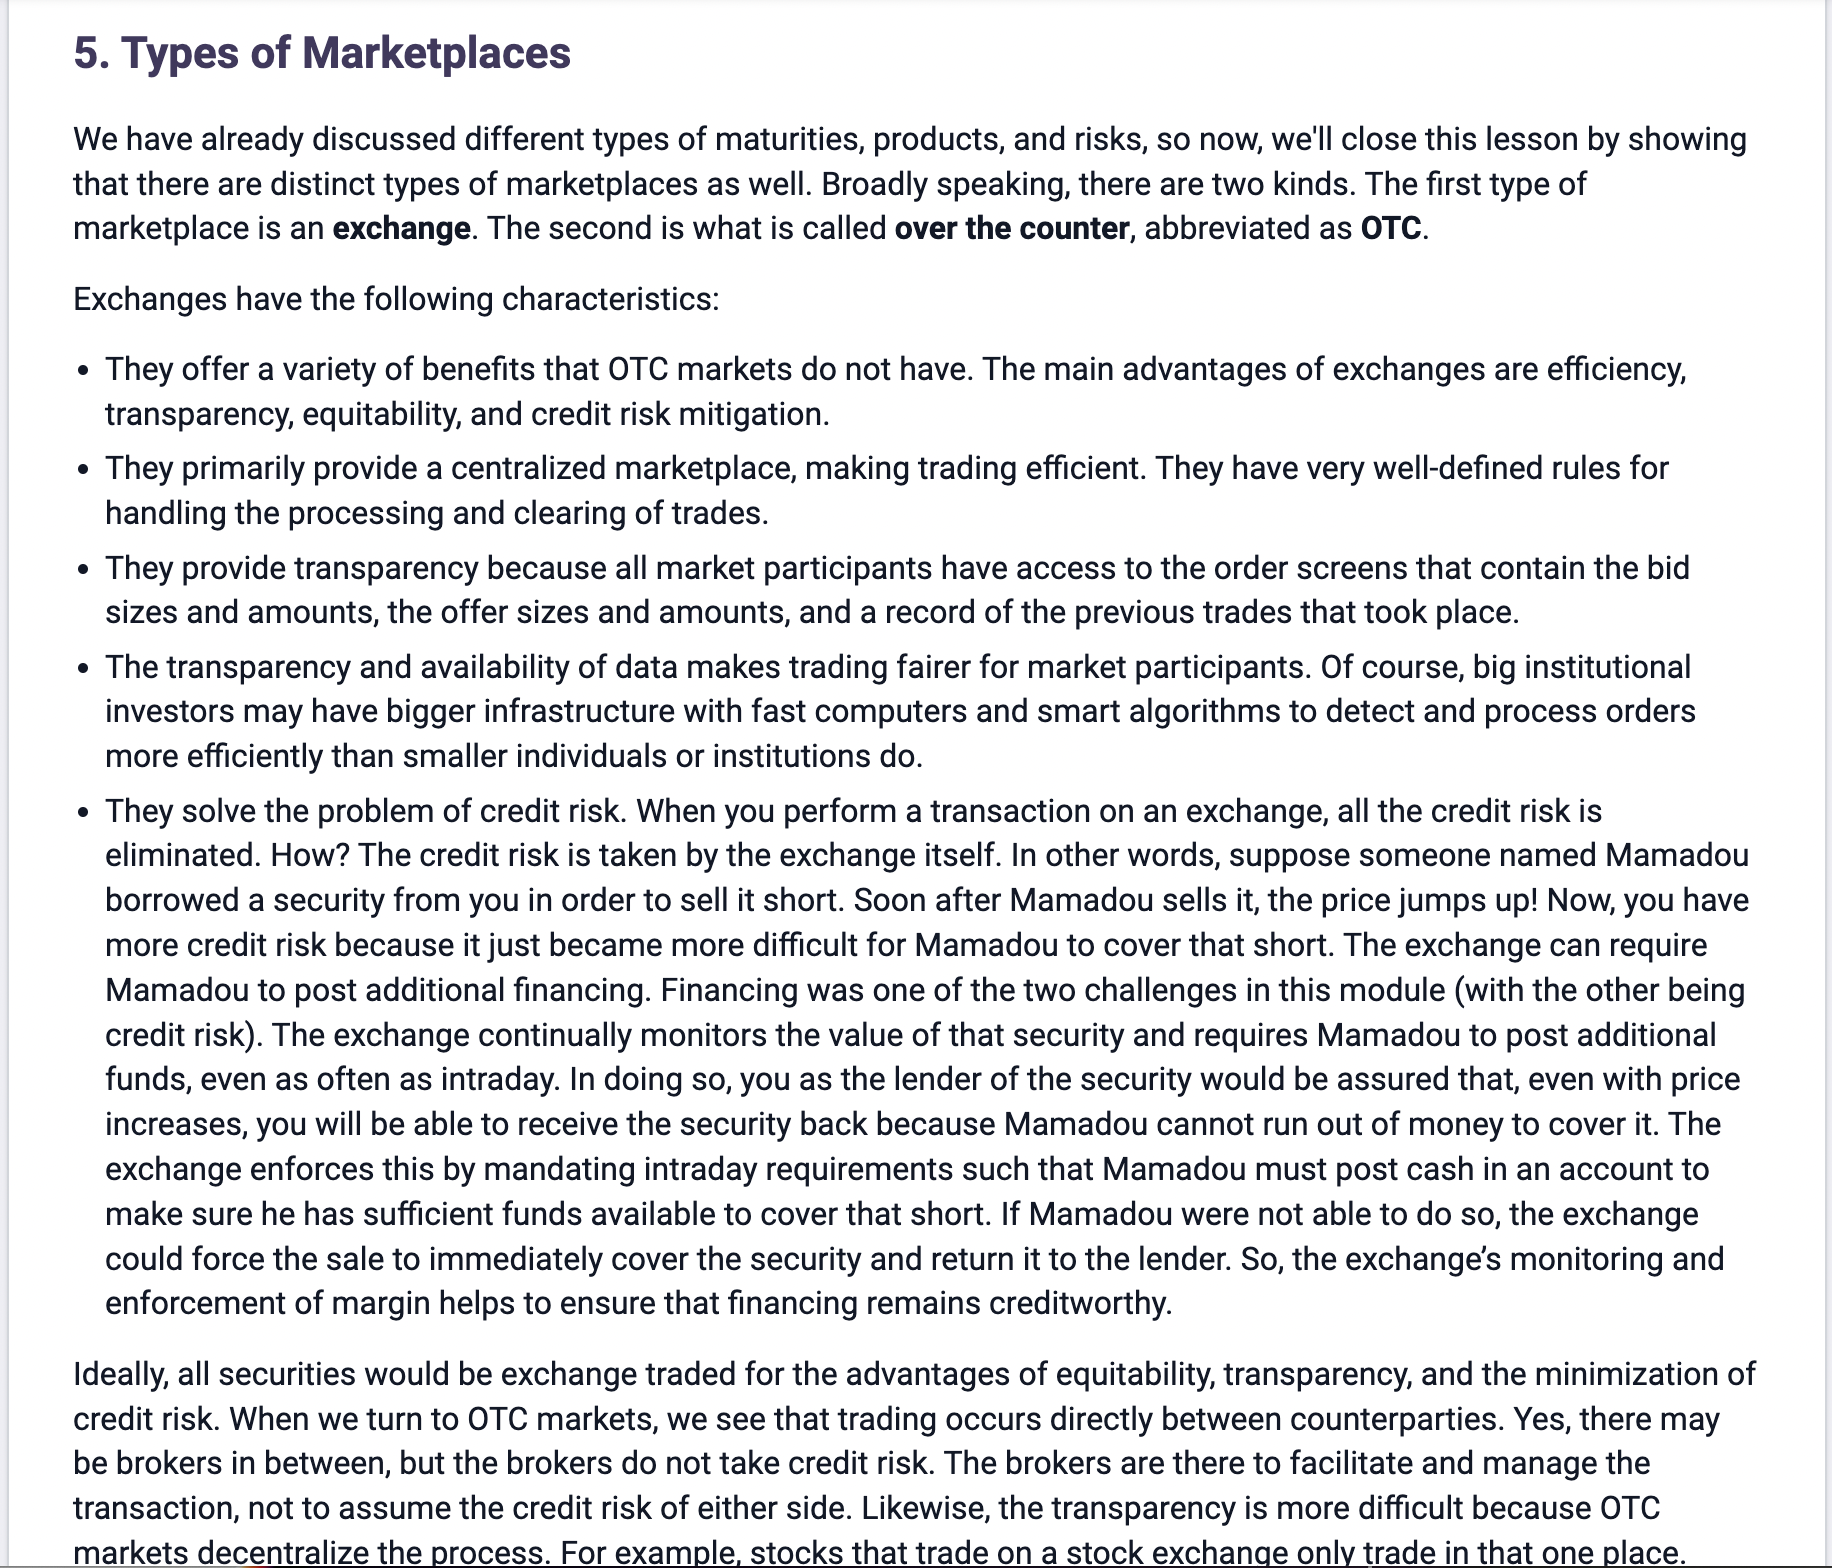 5. Types of Marketplaces
We have already discussed different types of maturities, products, and risks, so now, we'll close this lesson by showing
that there are distinct types of marketplaces as well. Broadly speaking, there are two kinds. The first type of
marketplace is an exchange. The second is what is called over the counter, abbreviated as OTC.
Exchanges have the following characteristics:
• They offer a variety of benefits that OTC markets do not have. The main advantages of exchanges are efficiency,
transparency, equitability, and credit risk mitigation.
• They primarily provide a centralized marketplace, making trading efficient. They have very well-defined rules for
handling the processing and clearing of trades.
• They provide transparency because all market participants have access to the order screens that contain the bid
sizes and amounts, the offer sizes and amounts, and a record of the previous trades that took place.
• The transparency and availability of data makes trading fairer for market participants. Of course, big institutional
investors may have bigger infrastructure with fast computers and smart algorithms to detect and process orders
more efficiently than smaller individuals or institutions do.
• They solve the problem of credit risk. When you perform a transaction on an exchange, all the credit risk is
eliminated. How? The credit risk is taken by the exchange itself. In other words, suppose someone named Mamadou
borrowed a security from you in order to sell it short. Soon after Mamadou sells it, the price jumps up! Now, you have
more credit risk because it just became more difficult for Mamadou to cover that short. The exchange can require
Mamadou to post additional financing. Financing was one of the two challenges in this module (with the other being
credit risk). The exchange continually monitors the value of that security and requires Mamadou to post additional
funds, even as often as intraday. In doing so, you as the lender of the security would be assured that, even with price
increases, you will be able to receive the security back because Mamadou cannot run out of money to cover it. The
exchange enforces this by mandating intraday requirements such that Mamadou must post cash in an account to
make sure he has sufficient funds available to cover that short. If Mamadou were not able to do so, the exchange
could force the sale to immediately cover the security and return it to the lender. So, the exchange’s monitoring and
enforcement of margin helps to ensure that financing remains creditworthy.
Ideally, all securities would be exchange traded for the advantages of equitability, transparency, and the minimization of
credit risk. When we turn to OTC markets, we see that trading occurs directly between counterparties. Yes, there may
be brokers in between, but the brokers do not take credit risk. The brokers are there to facilitate and manage the
transaction, not to assume the credit risk of either side. Likewise, the transparency is more difficult because OTC
markets decentralize the process. For example, stocks that trade on a stock exchange only trade in that one place.